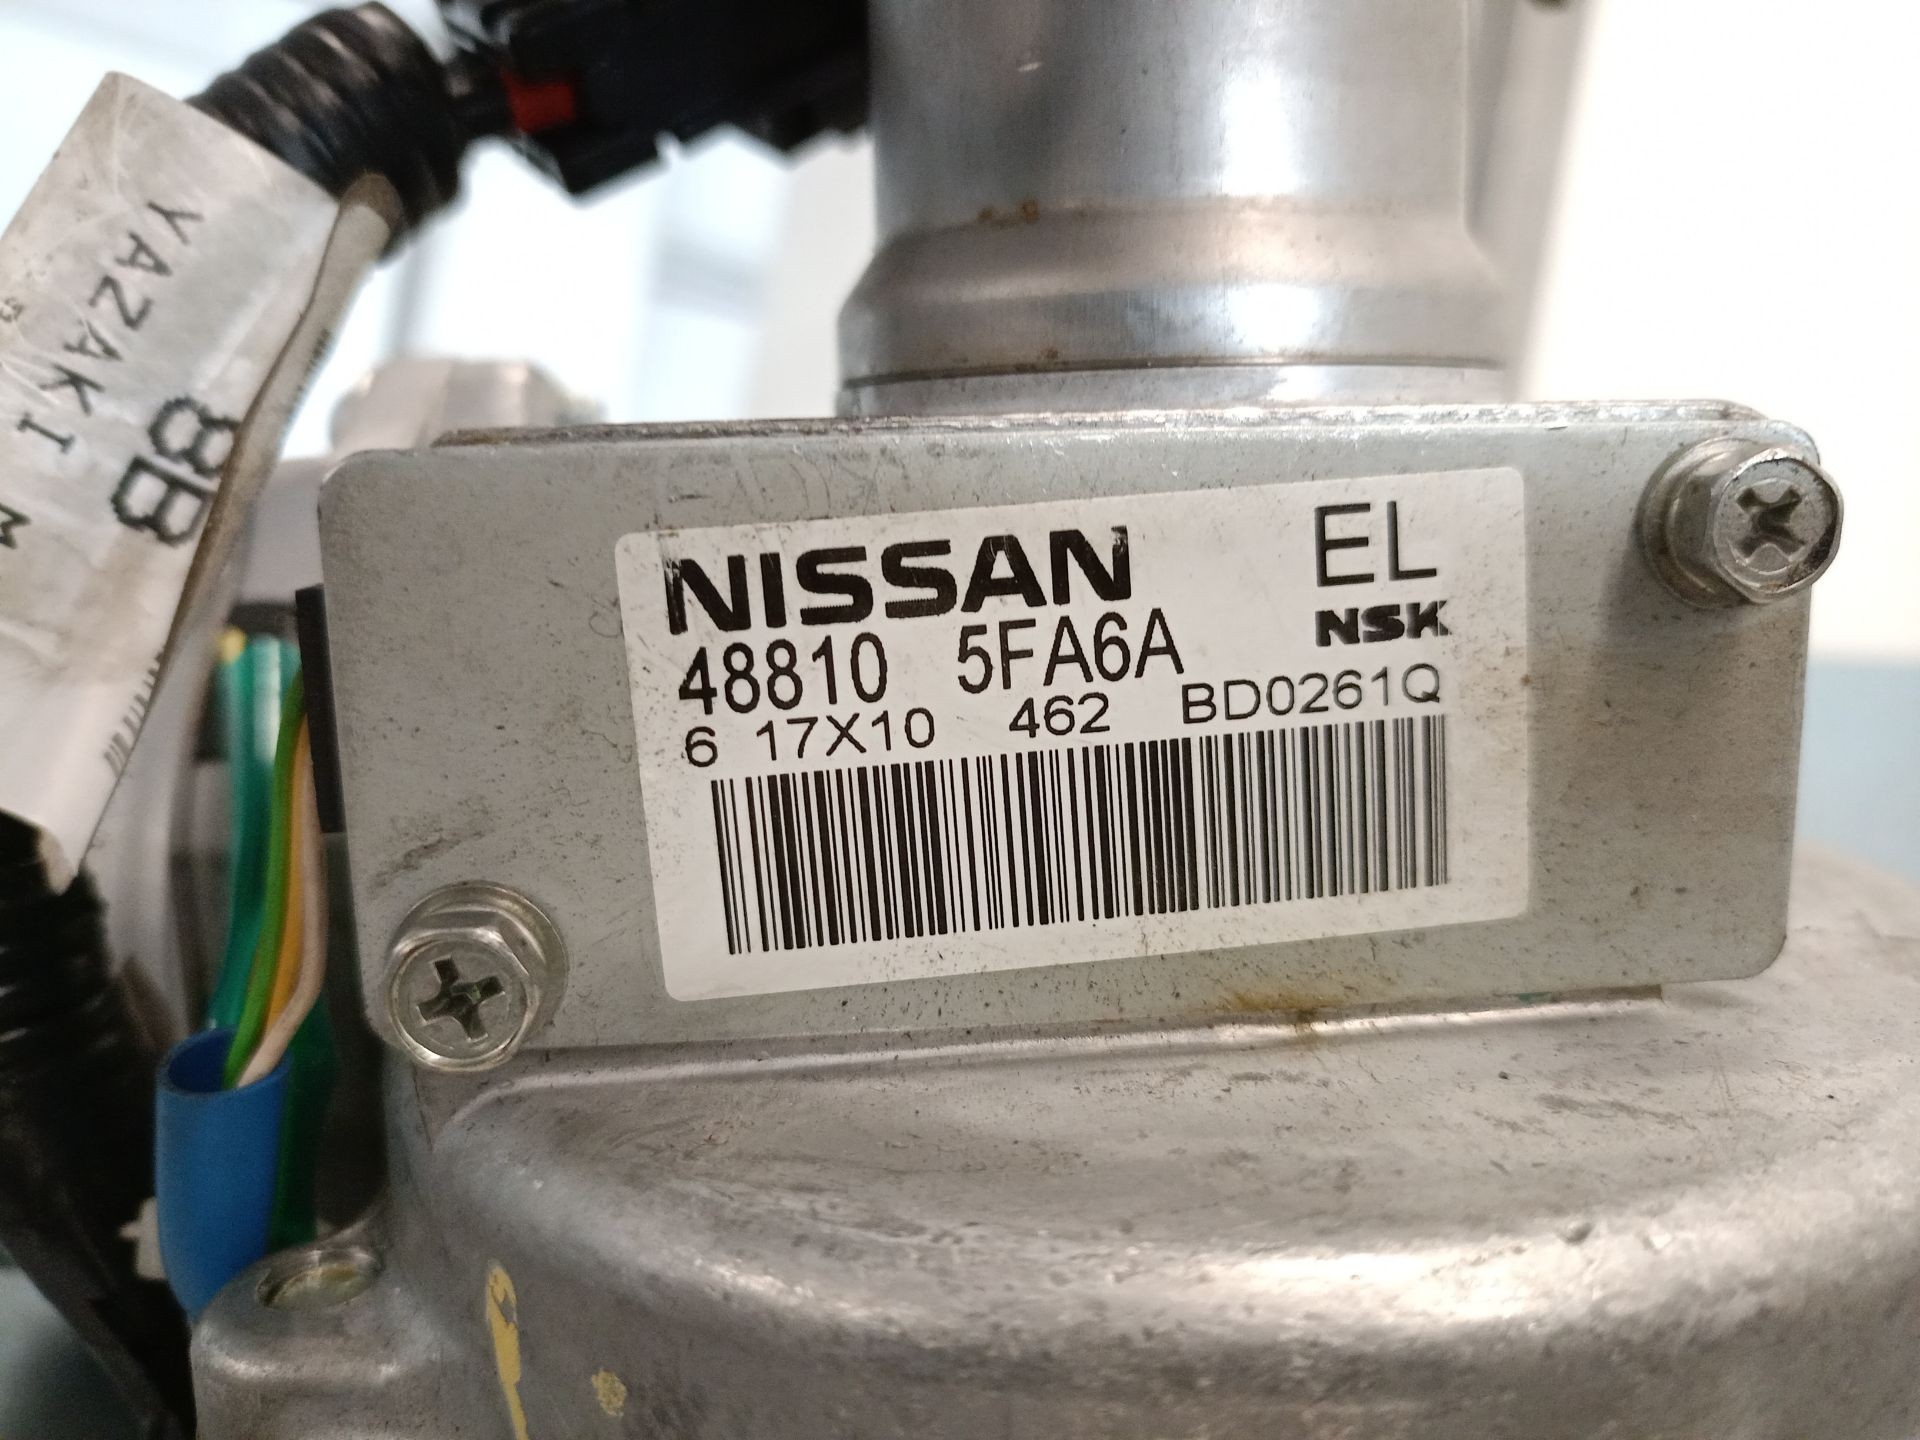 YAZAKI
8B
M
NISSAN
EL
NSK
48810 5FA6A
6 17X10 462 BD0261Q